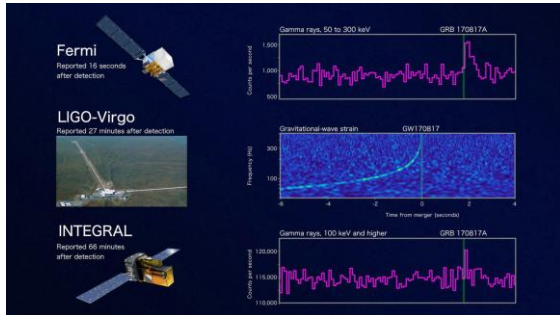 Fermi
Reported 16 seconds
after detection
Gamma rays, 50 to 300 keV
GRB 170817A
Counts per second
1,500
1,000
500
LIGO-Virgo
Reported 27 minutes after detection
Gravitational-wave strain
GW170817
Frequency (Hz)
300
100
-6
-4
-2
0
2
4
Time from merger (seconds)
INTEGRAL
Reported 66 minutes
after detection
Gamma rays, 100 keV and higher
GRB 170817A
Counts per second
120,000
115,000
110,000